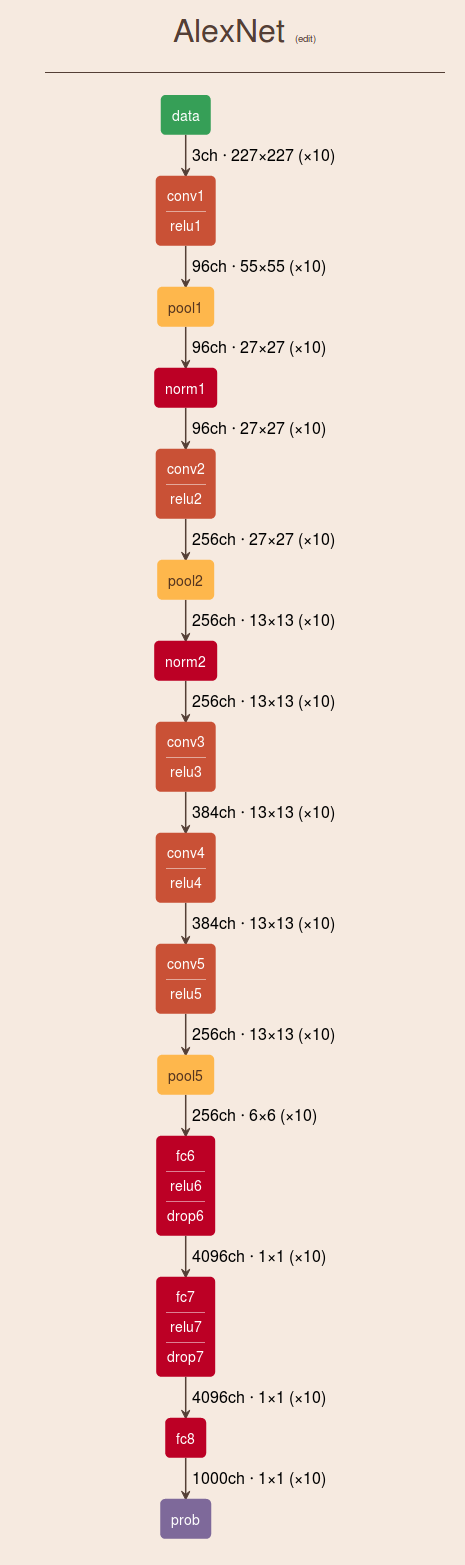 AlexNet (edit)
data
3ch · 227×227 (×10)
conv1
relu1
96ch · 55×55 (×10)
pool1
96ch · 27×27 (×10)
norm1
96ch · 27×27 (×10)
conv2
relu2
256ch · 27×27 (×10)
pool2
256ch · 13×13 (×10)
norm2
256ch · 13×13 (×10)
conv3
relu3
384ch · 13×13 (×10)
conv4
relu4
384ch · 13×13 (×10)
conv5
relu5
256ch · 13×13 (×10)
pool5
256ch · 6×6 (×10)
fc6
relu6
drop6
4096ch · 1×1 (×10)
fc7
relu7
drop7
4096ch · 1×1 (×10)
fc8
1000ch · 1×1 (×10)
prob